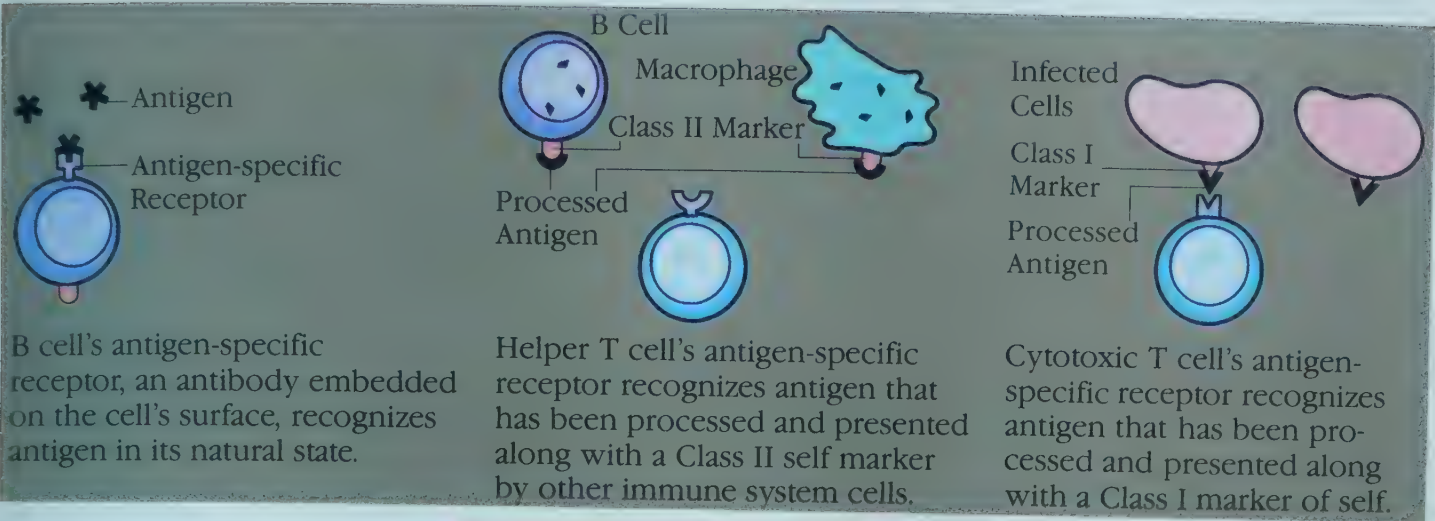 Antigen
Antigen-specific
Receptor
B cell's antigen-specific
receptor, an antibody embedded
on the cell's surface, recognizes
antigen in its natural state.
B Cell
Macrophage
Class II Marker
Processed
Antigen
Helper T cell's antigen-specific
receptor recognizes antigen that
has been processed and presented
along with a Class II self marker
by other immune system cells.
Infected
Cells
Class I
Marker
Processed
Antigen
Cytotoxic T cell's antigen-
specific receptor recognizes
antigen that has been pro-
cessed and presented along
with a Class I marker of self.